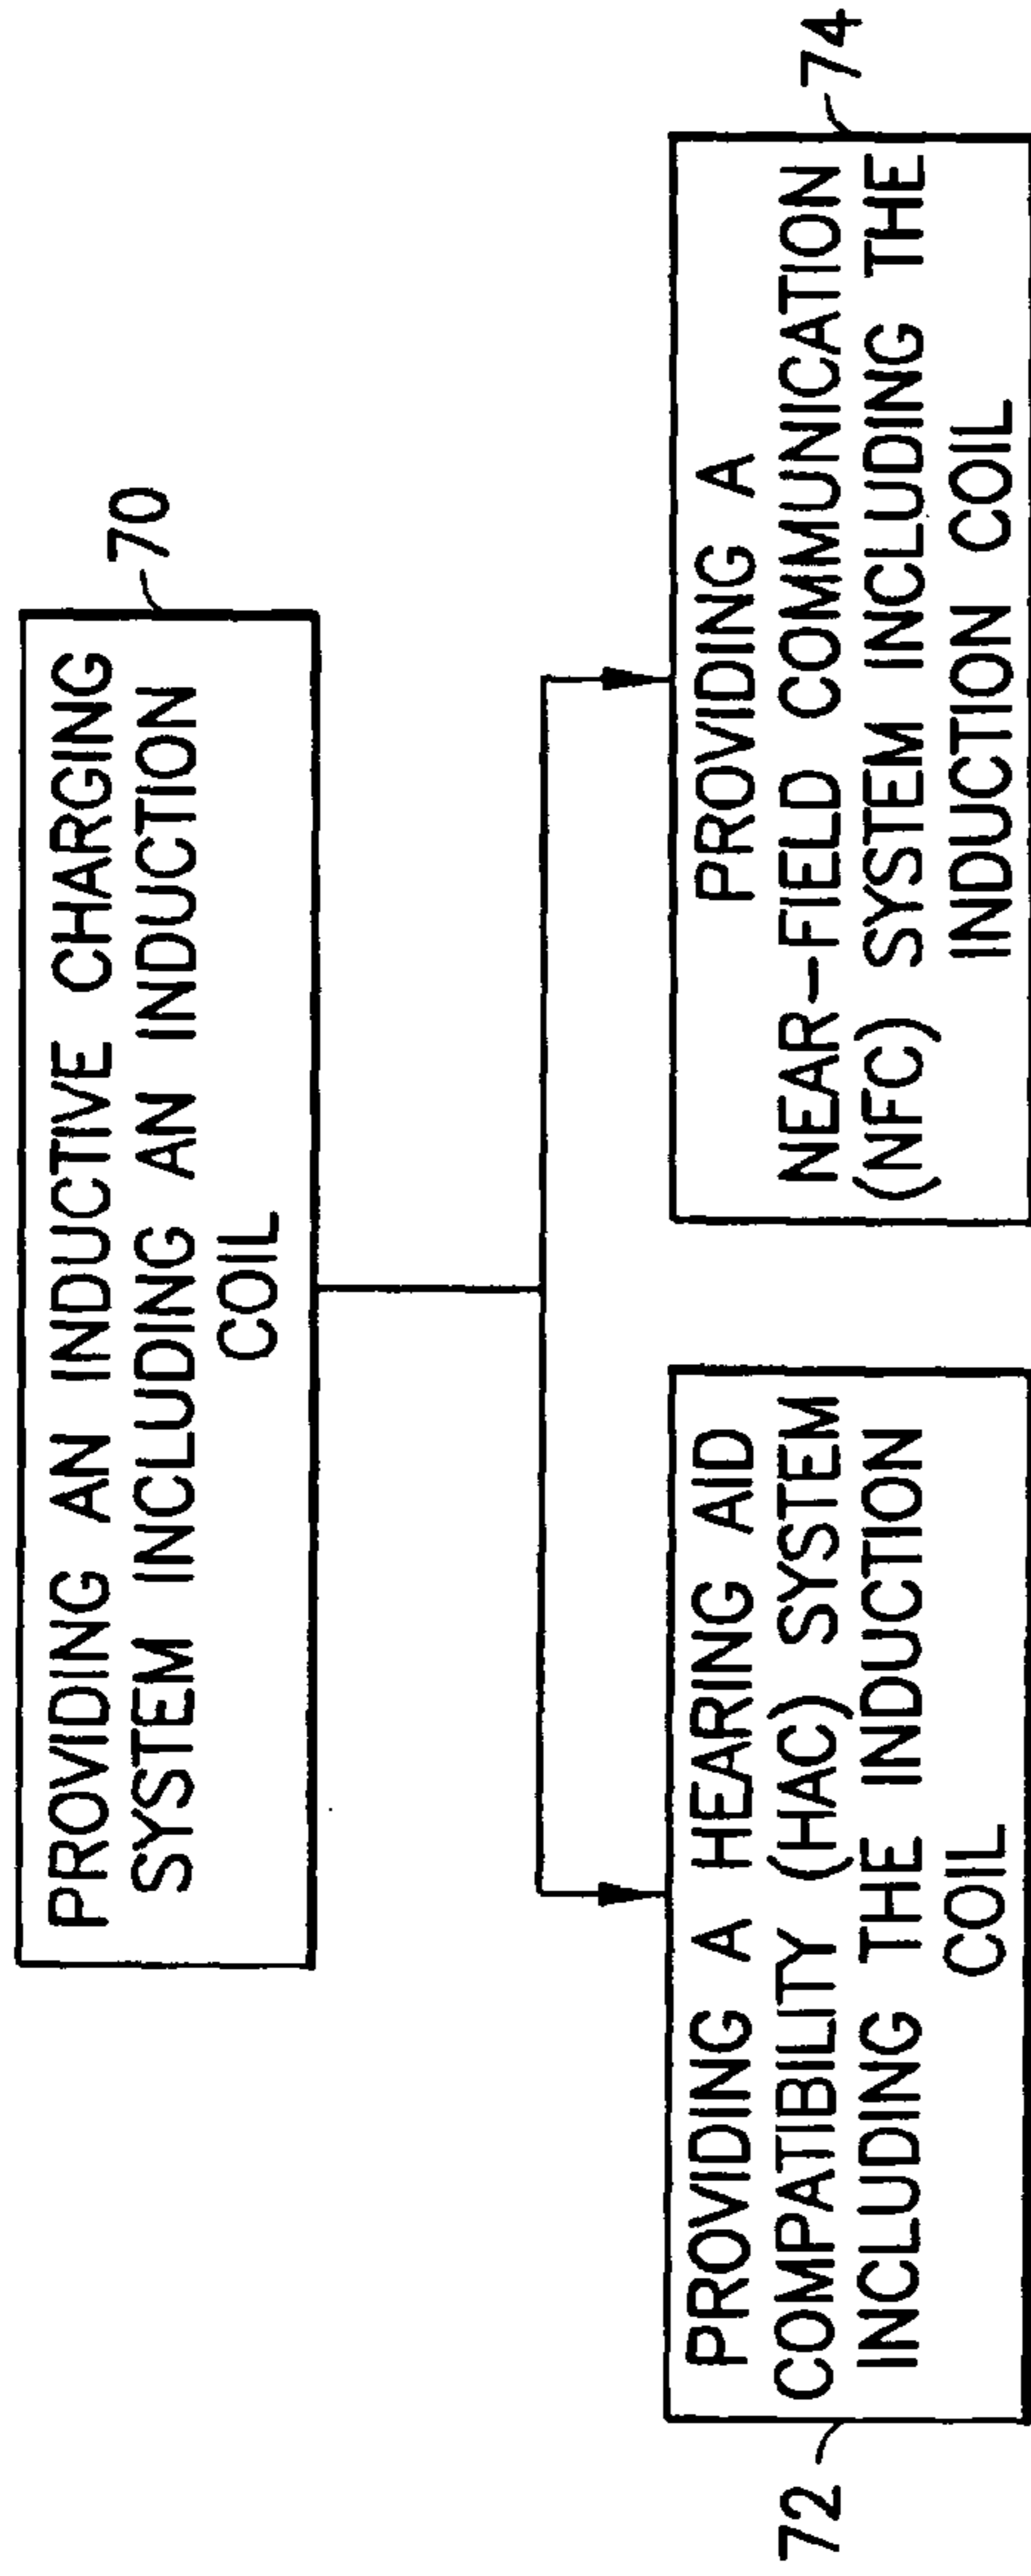 PROVIDING AN INDUCTIVE CHARGING
SYSTEM INCLUDING AN INDUCTION
COIL
70
PROVIDING A HEARING AID
COMPATIBILITY (HAC) SYSTEM
INCLUDING THE INDUCTION
COIL
72
PROVIDING A
NEAR-FIELD COMMUNICATION
(NFC) SYSTEM INCLUDING THE
INDUCTION COIL
74